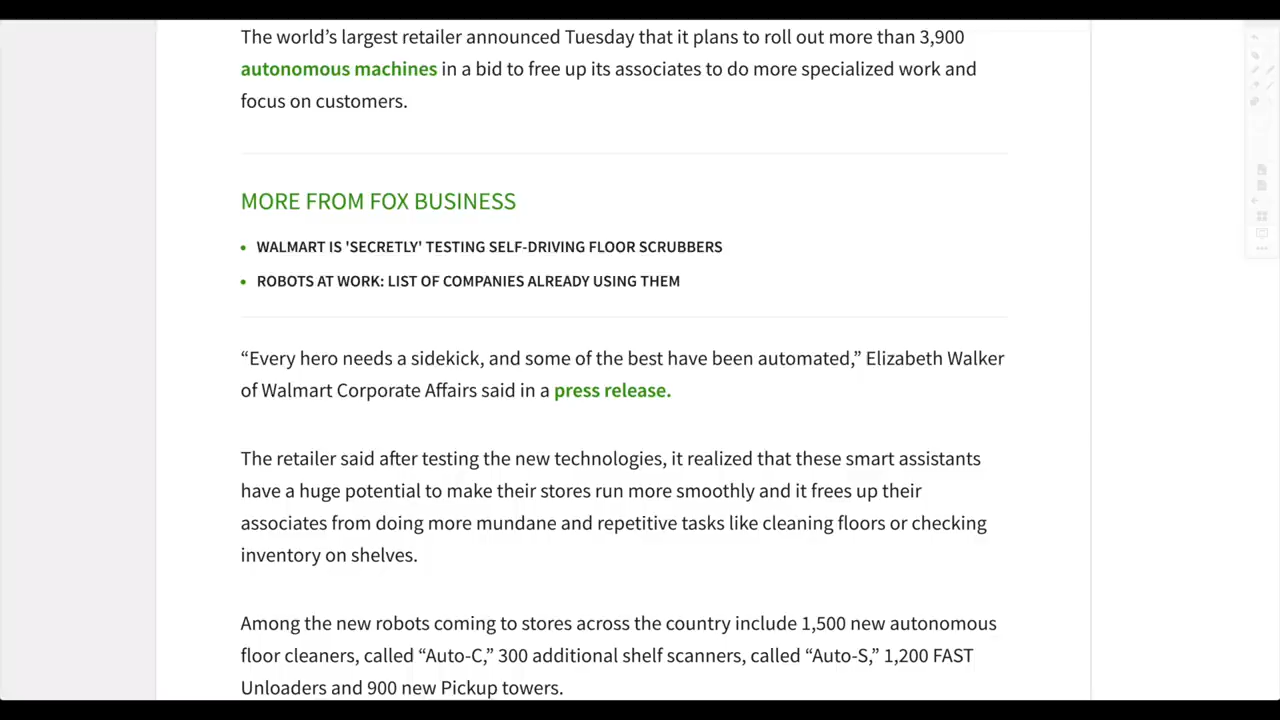 The world’s largest retailer announced Tuesday that it plans to roll out more than 3,900
autonomous machines in a bid to free up its associates to do more specialized work and
focus on customers.
MORE FROM FOX BUSINESS
• WALMART IS 'SECRETLY' TESTING SELF-DRIVING FLOOR SCRUBBERS
• ROBOTS AT WORK: LIST OF COMPANIES ALREADY USING THEM
“Every hero needs a sidekick, and some of the best have been automated,” Elizabeth Walker
of Walmart Corporate Affairs said in a press release.
The retailer said after testing the new technologies, it realized that these smart assistants
have a huge potential to make their stores run more smoothly and it frees up their
associates from doing more mundane and repetitive tasks like cleaning floors or checking
inventory on shelves.
Among the new robots coming to stores across the country include 1,500 new autonomous
floor cleaners, called “Auto-C,” 300 additional shelf scanners, called “Auto-S,” 1,200 FAST
Unloaders and 900 new Pickup towers.